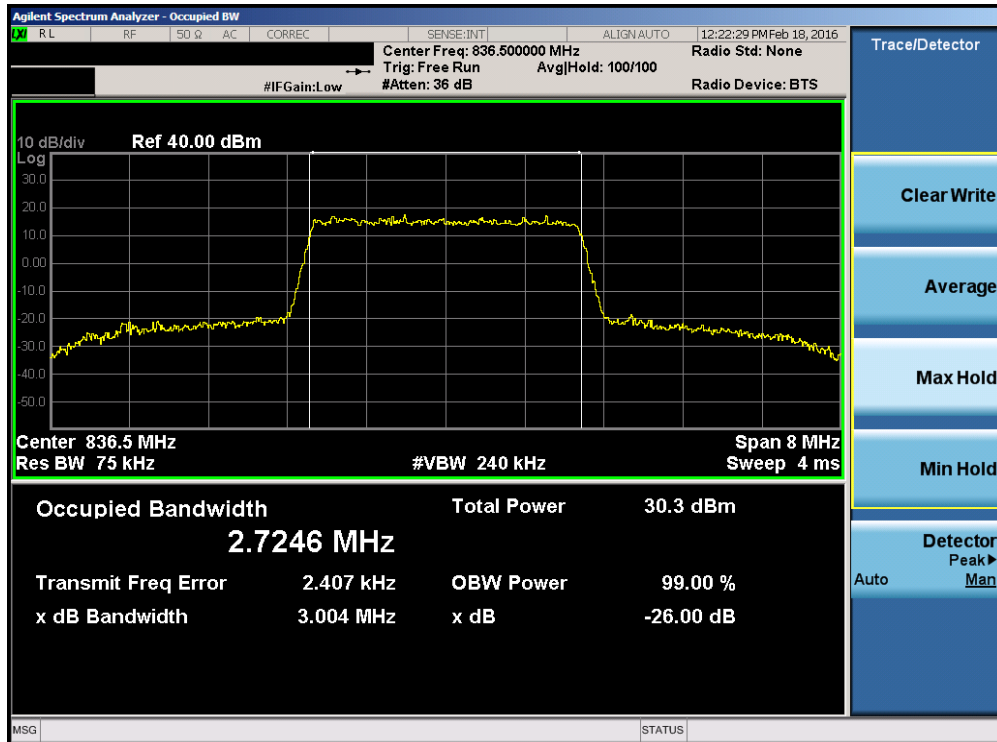 Agilent Spectrum Analyzer - Occupied BW
LXI RL RF 50 Ω AC CORREC SENSE:INT ALIGN AUTO 12:22:29 PM Feb 18, 2016
Center Freq: 836.500000 MHz Radio Std: None
Trig: Free Run Avg|Hold: 100/100
#IFGain:Low #Atten: 36 dB Radio Device: BTS
Trace/Detector
10 dB/div Ref 40.00 dBm
Log
30.0
20.0
10.0
0.00
-10.0
-20.0
-30.0
-40.0
-50.0
Center 836.5 MHz Span 8 MHz
Res BW 75 kHz #VBW 240 kHz Sweep 4 ms
Clear Write
Average
Max Hold
Min Hold
Detector
Peak▶
Auto Man
Occupied Bandwidth Total Power 30.3 dBm
2.7246 MHz
Transmit Freq Error 2.407 kHz OBW Power 99.00 %
x dB Bandwidth 3.004 MHz x dB -26.00 dB
MSG STATUS